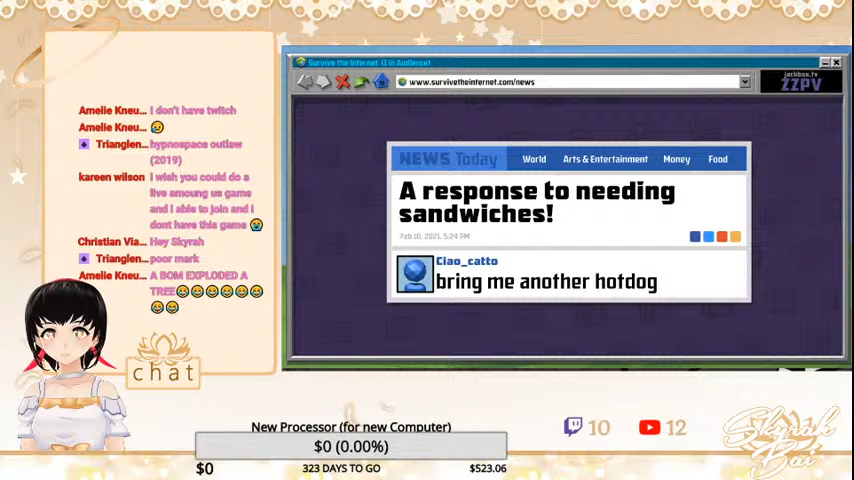 Amelie Kneu... I don't have twitch
Amelie Kneu... 😢
Trianglen... hypnospace outlaw
(2019)
kareen wilson I wish you could do a
live amoung us game
and i able to join and i
dont have this game 😭
Christian Via... Hey Skyrah
Trianglen... poor mark
Amelie Kneu... A BOM EXPLODED A
TREE😂😂😂😂😂😂
😂😂
chat
Survive the Internet (1 in Audience)
www.survivetheinternet.com/news
jackbox.tv
ZZPV
NEWS Today World Arts & Entertainment Money Food
A response to needing
sandwiches!
Feb 10, 2021, 5:24 PM
Ciao_catto
bring me another hotdog
New Processor (for new Computer)
$0 (0.00%)
$0 323 DAYS TO GO $523.06
10 12
Skyrah
Bai